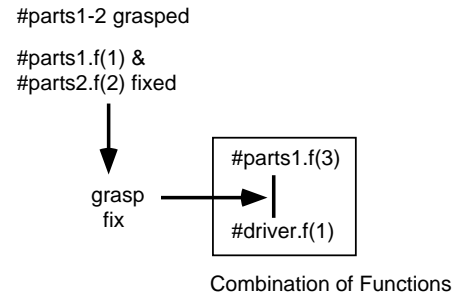 #parts1-2 grasped
#parts1.f(1) &
#parts2.f(2) fixed
grasp
fix
#parts1.f(3)
#driver.f(1)
Combination of Functions